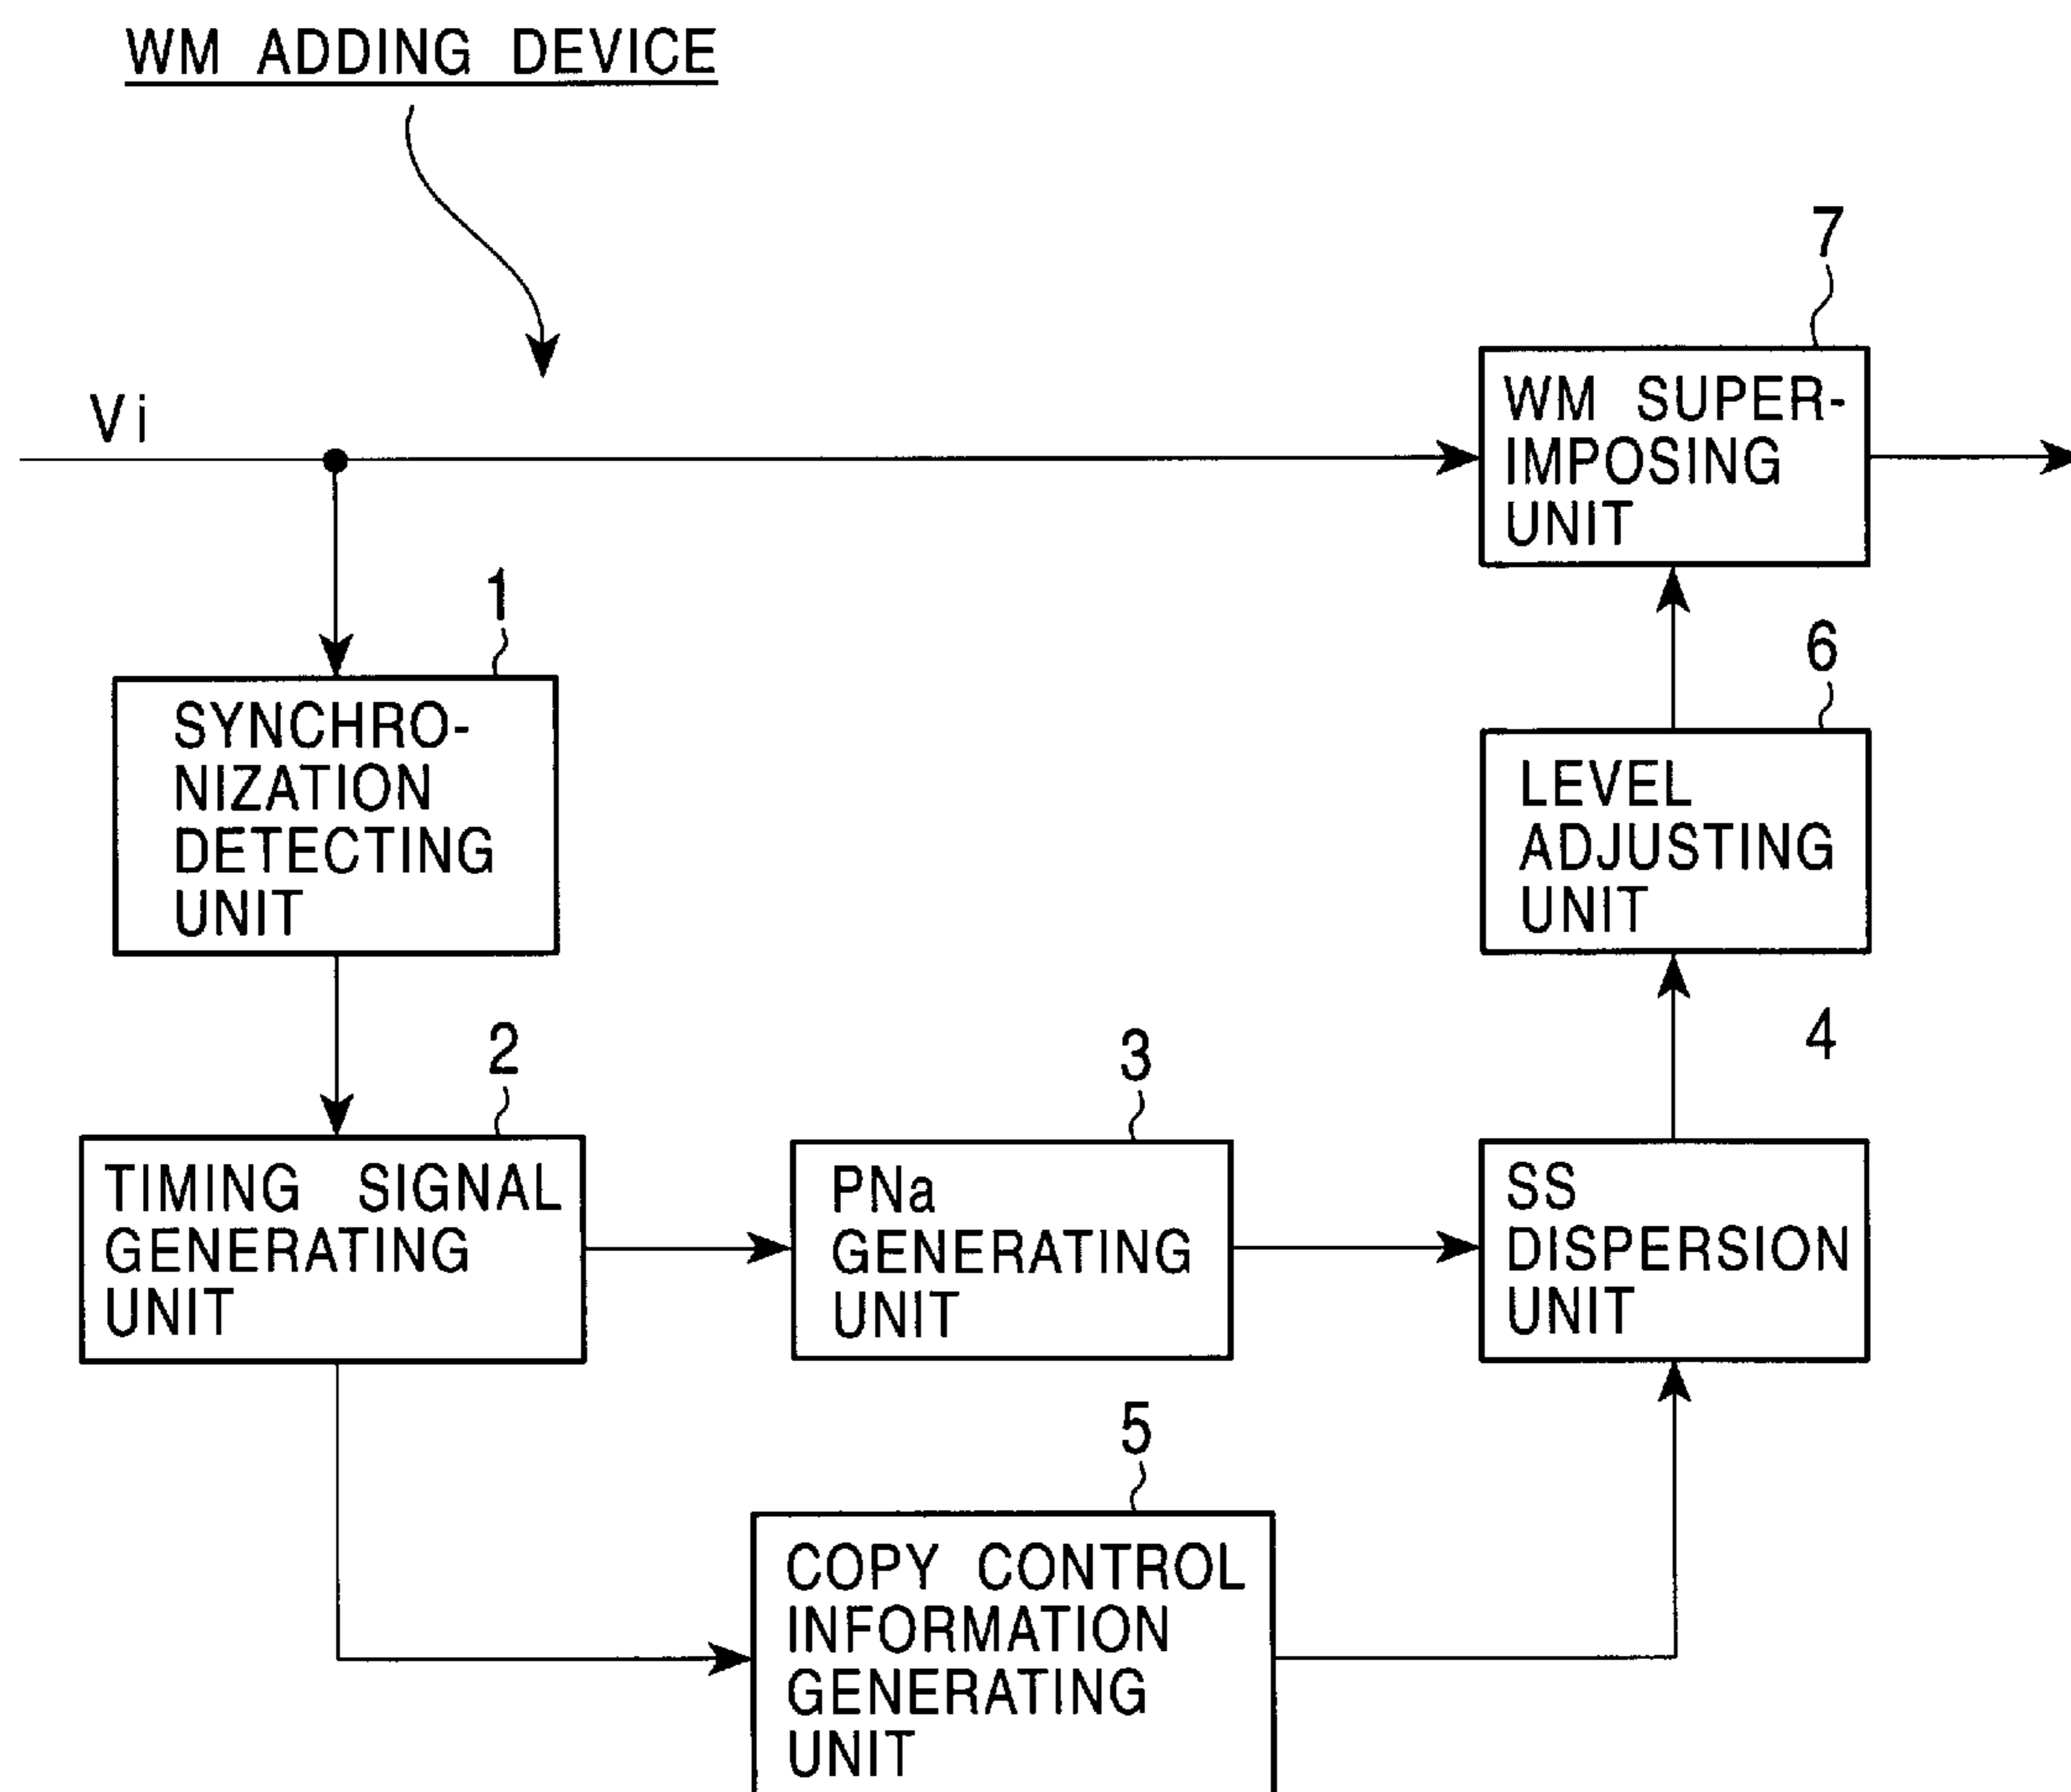 WM ADDING DEVICE
7
Vi
WM SUPER-
IMPOSING
UNIT
1
SYNCHRO-
NIZATION
DETECTING
UNIT
6
LEVEL
ADJUSTING
UNIT
2
TIMING SIGNAL
GENERATING
UNIT
3
PNa
GENERATING
UNIT
4
SS
DISPERSION
UNIT
5
COPY CONTROL
INFORMATION
GENERATING
UNIT